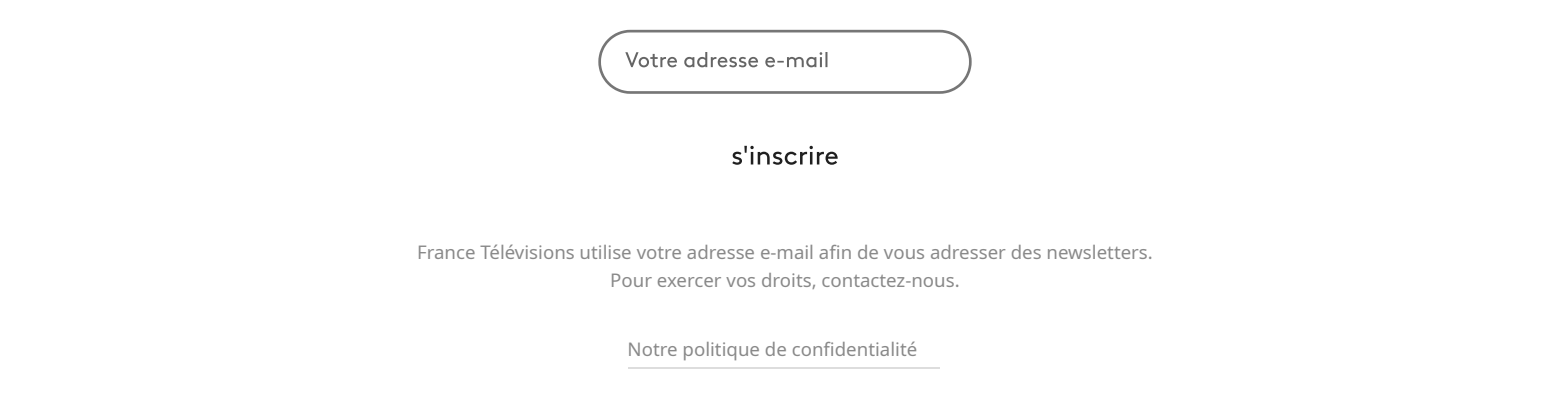 Votre adresse e-mail
s'inscrire
France Télévisions utilise votre adresse e-mail afin de vous adresser des newsletters.
Pour exercer vos droits, contactez-nous.
Notre politique de confidentialité